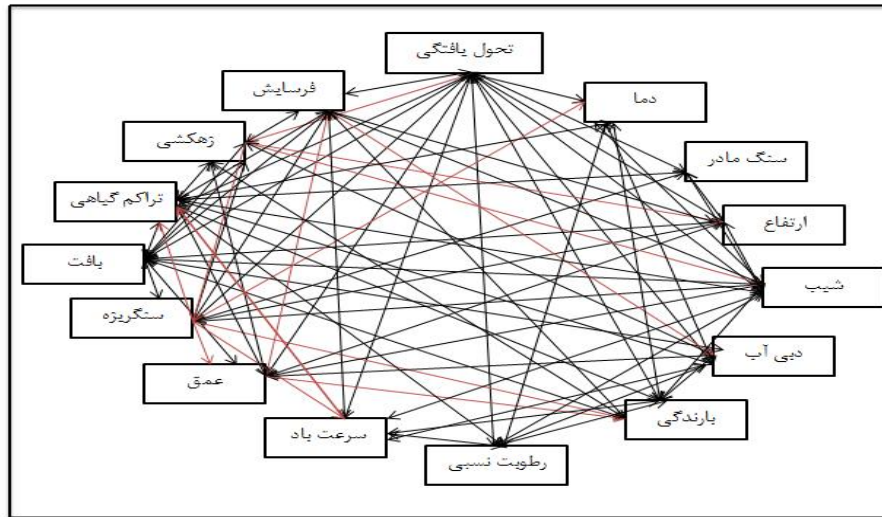 تحول یافتگی
فرسایش
دما
زهکشی
سنگ مادر
تراکم گیاهی
ارتفاع
بافت
شیب
سنگریزه
دبی آب
عمق
بارندگی
سرعت باد
رطوبت نسبی